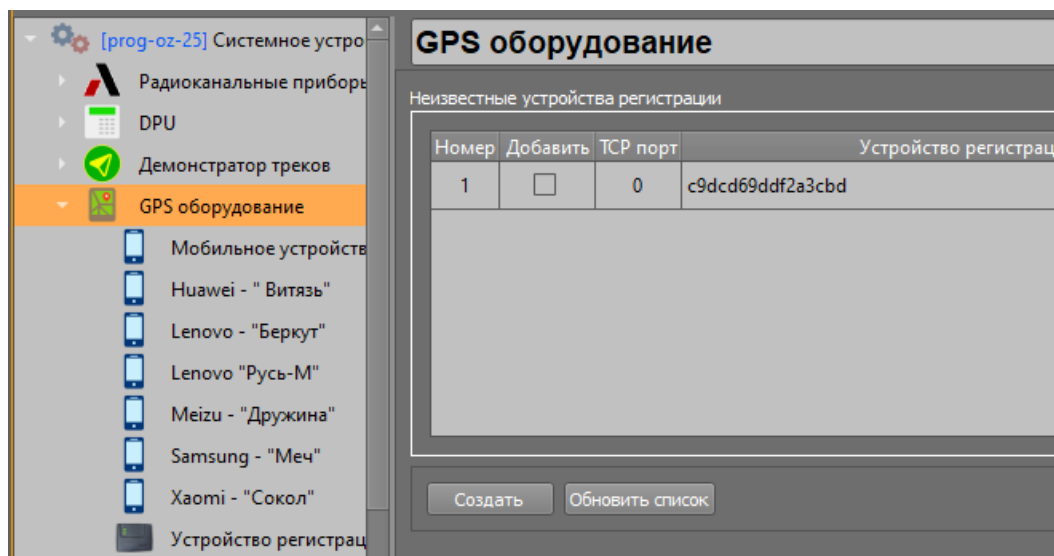 [prog-oz-25] Системное устро
Радиоканальные приборы
DPU
Демонстратор треков
GPS оборудование
Мобильное устройств
Huawei - " Витязь"
Lenovo - "Беркут"
Lenovo "Русь-М"
Meizu - "Дружина"
Samsung - "Меч"
Xaomi - "Сокол"
Устройство регистрац
GPS оборудование
Неизвестные устройства регистрации
Номер Добавить TCP порт Устройство регистрац
1 0 c9dcd69ddf2a3cbd
Создать Обновить список